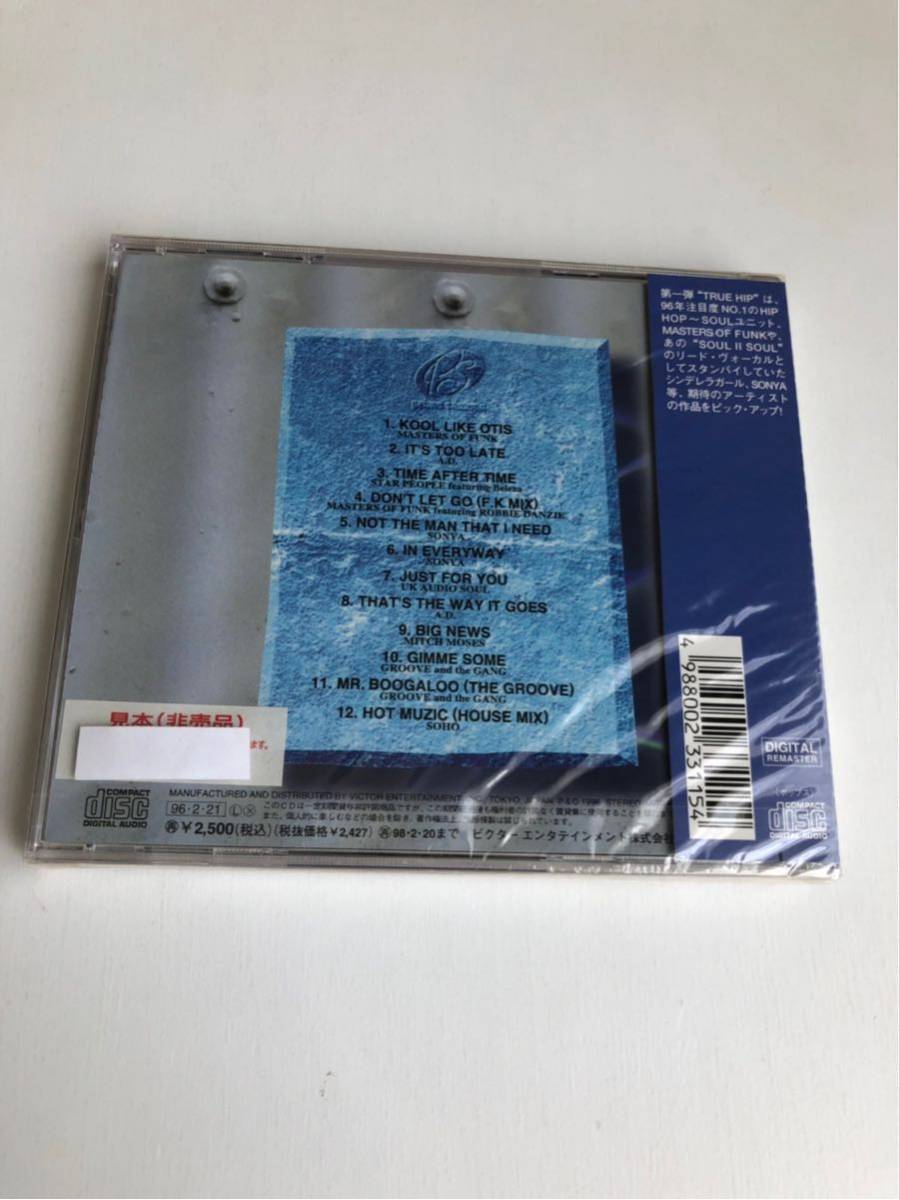 1. KOOL LIKE OTIS
MASTERS OF FUNK
2. IT'S TOO LATE
A.D.
3. TIME AFTER TIME
STAR PEOPLE featuring Belena
4. DON'T LET GO (F.K. MIX)
MASTERS OF FUNK featuring ROBBIE DANZIE
5. NOT THE MAN THAT I NEED
SONYA
6. IN EVERYWAY
SONYA
7. JUST FOR YOU
UK AUDIO SOUL
8. THAT'S THE WAY IT GOES
A.D.
9. BIG NEWS
MITCH MOSES
10. GIMME SOME
GROOVE and the GANG
11. MR. BOOGALOO (THE GROOVE)
GROOVE and the GANG
12. HOT MUZIC (HOUSE MIX)
SOHO
見本(非売品)
ます。
COMPACT
disc
DIGITAL AUDIO
MANUFACTURED AND DISTRIBUTED BY VICTOR ENTERTAINMENT, TOKYO, JAPAN
96・2・21
¥2,500(税込)(税抜価格¥2,427) 98・2・20まで ビクターエンタテインメント株式会
第一弾“TRUE HIP”は、
96年注目度NO.1のHIP
HOP〜SOULユニット、
MASTERS OF FUNKや、
あの“SOUL II SOUL”
のリード・ヴォーカルと
してスタンバイしていた
シンデレラガール、SONYA
等、期待のアーティスト
の作品をピック・アップ!
4 988002 331154
DIGITAL
REMASTER
COMPACT
disc
DIGITAL AUDIO